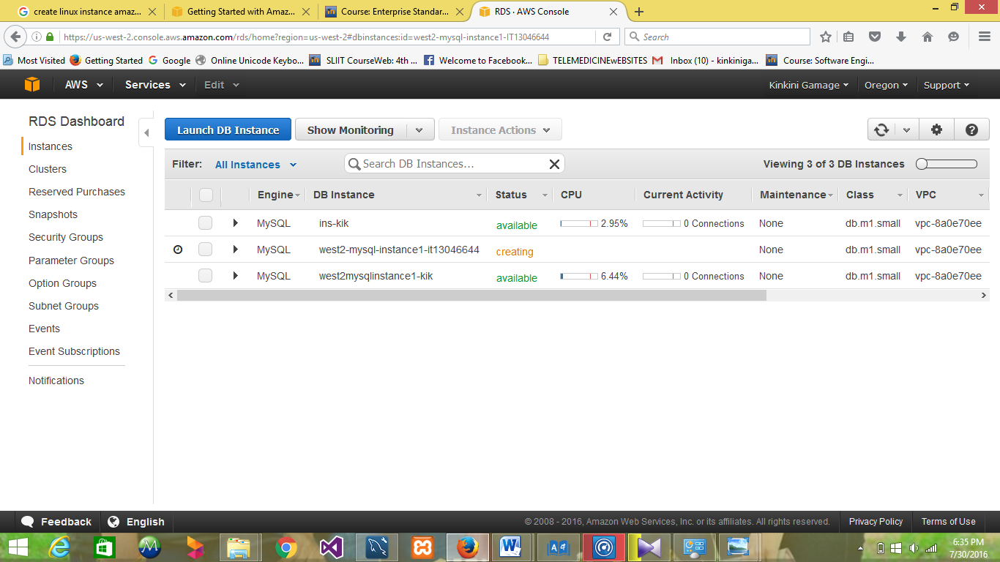 create linux instance amaz...
Getting Started with Amaz...
Course: Enterprise Standar...
RDS · AWS Console
https://us-west-2.console.aws.amazon.com/rds/home?region=us-west-2#dbinstances:id=west2-mysql-instance1-IT13046644
Search
Most Visited
Getting Started
Google
Online Unicode Keybo...
SLIIT CourseWeb: 4th ...
Welcome to Facebook...
TELEMEDICINEwEBSITES
Inbox (10) - kinkiniga...
Course: Software Engi...
AWS
Services
Edit
Kinkini Gamage
Oregon
Support
RDS Dashboard
Instances
Clusters
Reserved Purchases
Snapshots
Security Groups
Parameter Groups
Option Groups
Subnet Groups
Events
Event Subscriptions
Notifications
Launch DB Instance
Show Monitoring
Instance Actions
Filter: All Instances
Search DB Instances...
Viewing 3 of 3 DB Instances
Engine DB Instance Status CPU Current Activity Maintenance Class VPC
MySQL ins-kik available 2.95% 0 Connections None db.m1.small vpc-8a0e70ee
MySQL west2-mysql-instance1-it13046644 creating None db.m1.small vpc-8a0e70ee
MySQL west2mysqlinstance1-kik available 6.44% 0 Connections None db.m1.small vpc-8a0e70ee
Feedback
English
© 2008 - 2016, Amazon Web Services, Inc. or its affiliates. All rights reserved.
Privacy Policy
Terms of Use
6:35 PM
7/30/2016